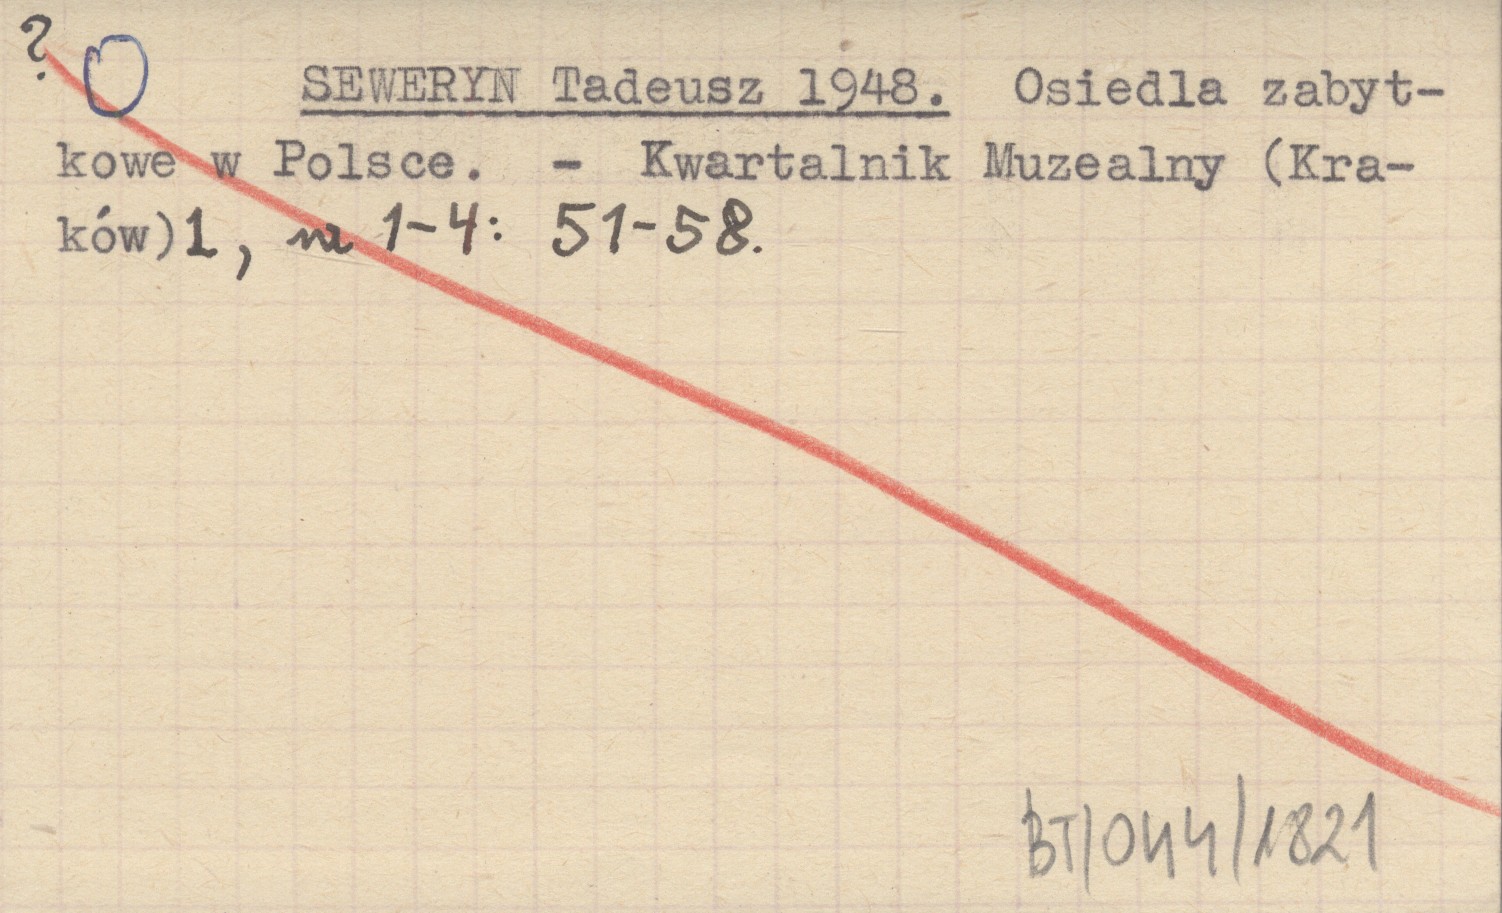 ?
SEWERYN Tadeusz 1948. Osiedla zabyt-
kowe w Polsce. - Kwartalnik Muzealny (Kra-
ków)1, nr 1-4: 51-58.
BT/044/1821